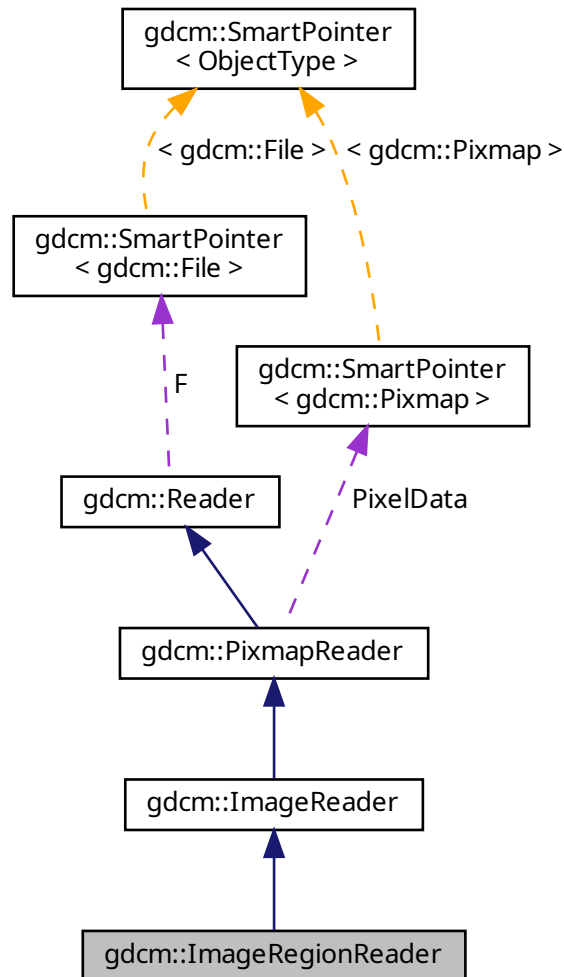 gdcm::SmartPointer
< ObjectType >
< gdcm::File >
< gdcm::Pixmap >
gdcm::SmartPointer
< gdcm::File >
gdcm::SmartPointer
< gdcm::Pixmap >
F
gdcm::Reader
PixelData
gdcm::PixmapReader
gdcm::ImageReader
gdcm::ImageRegionReader